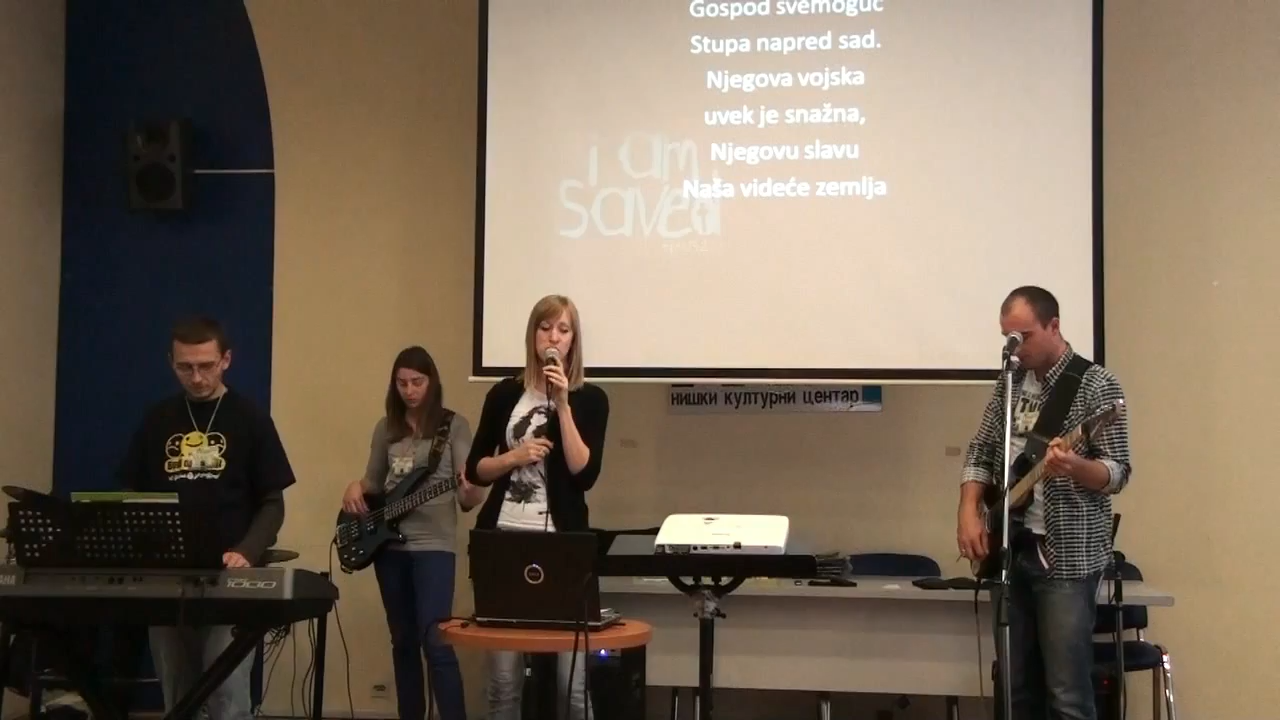 Gospod svemoguć
Stupa napred sad.
Njegova vojska
uvek je snažna,
Njegovu slavu
Naša videće zemlja
i am
saved
нишки културни центар
1000